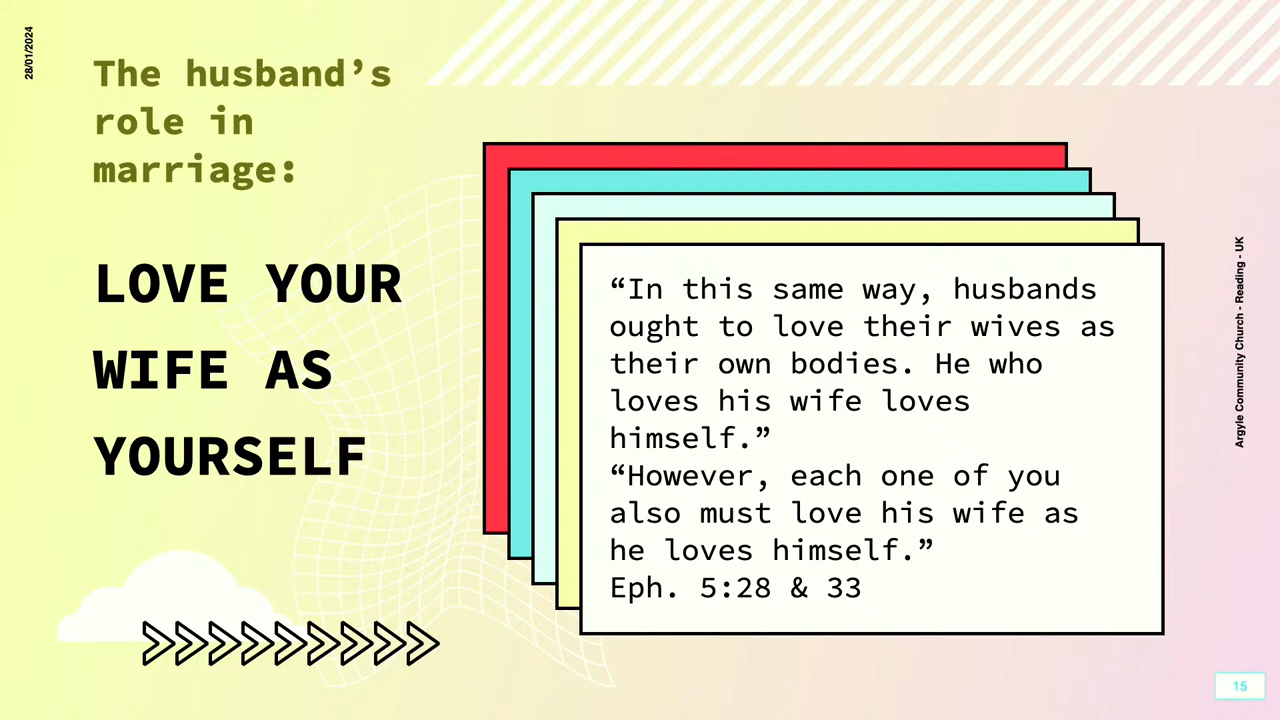 28/01/2024
The husband’s
role in
marriage:
LOVE YOUR
WIFE AS
YOURSELF
“In this same way, husbands
ought to love their wives as
their own bodies. He who
loves his wife loves
himself.”
“However, each one of you
also must love his wife as
he loves himself.”
Eph. 5:28 & 33
Argyle Community Church - Reading - UK
15